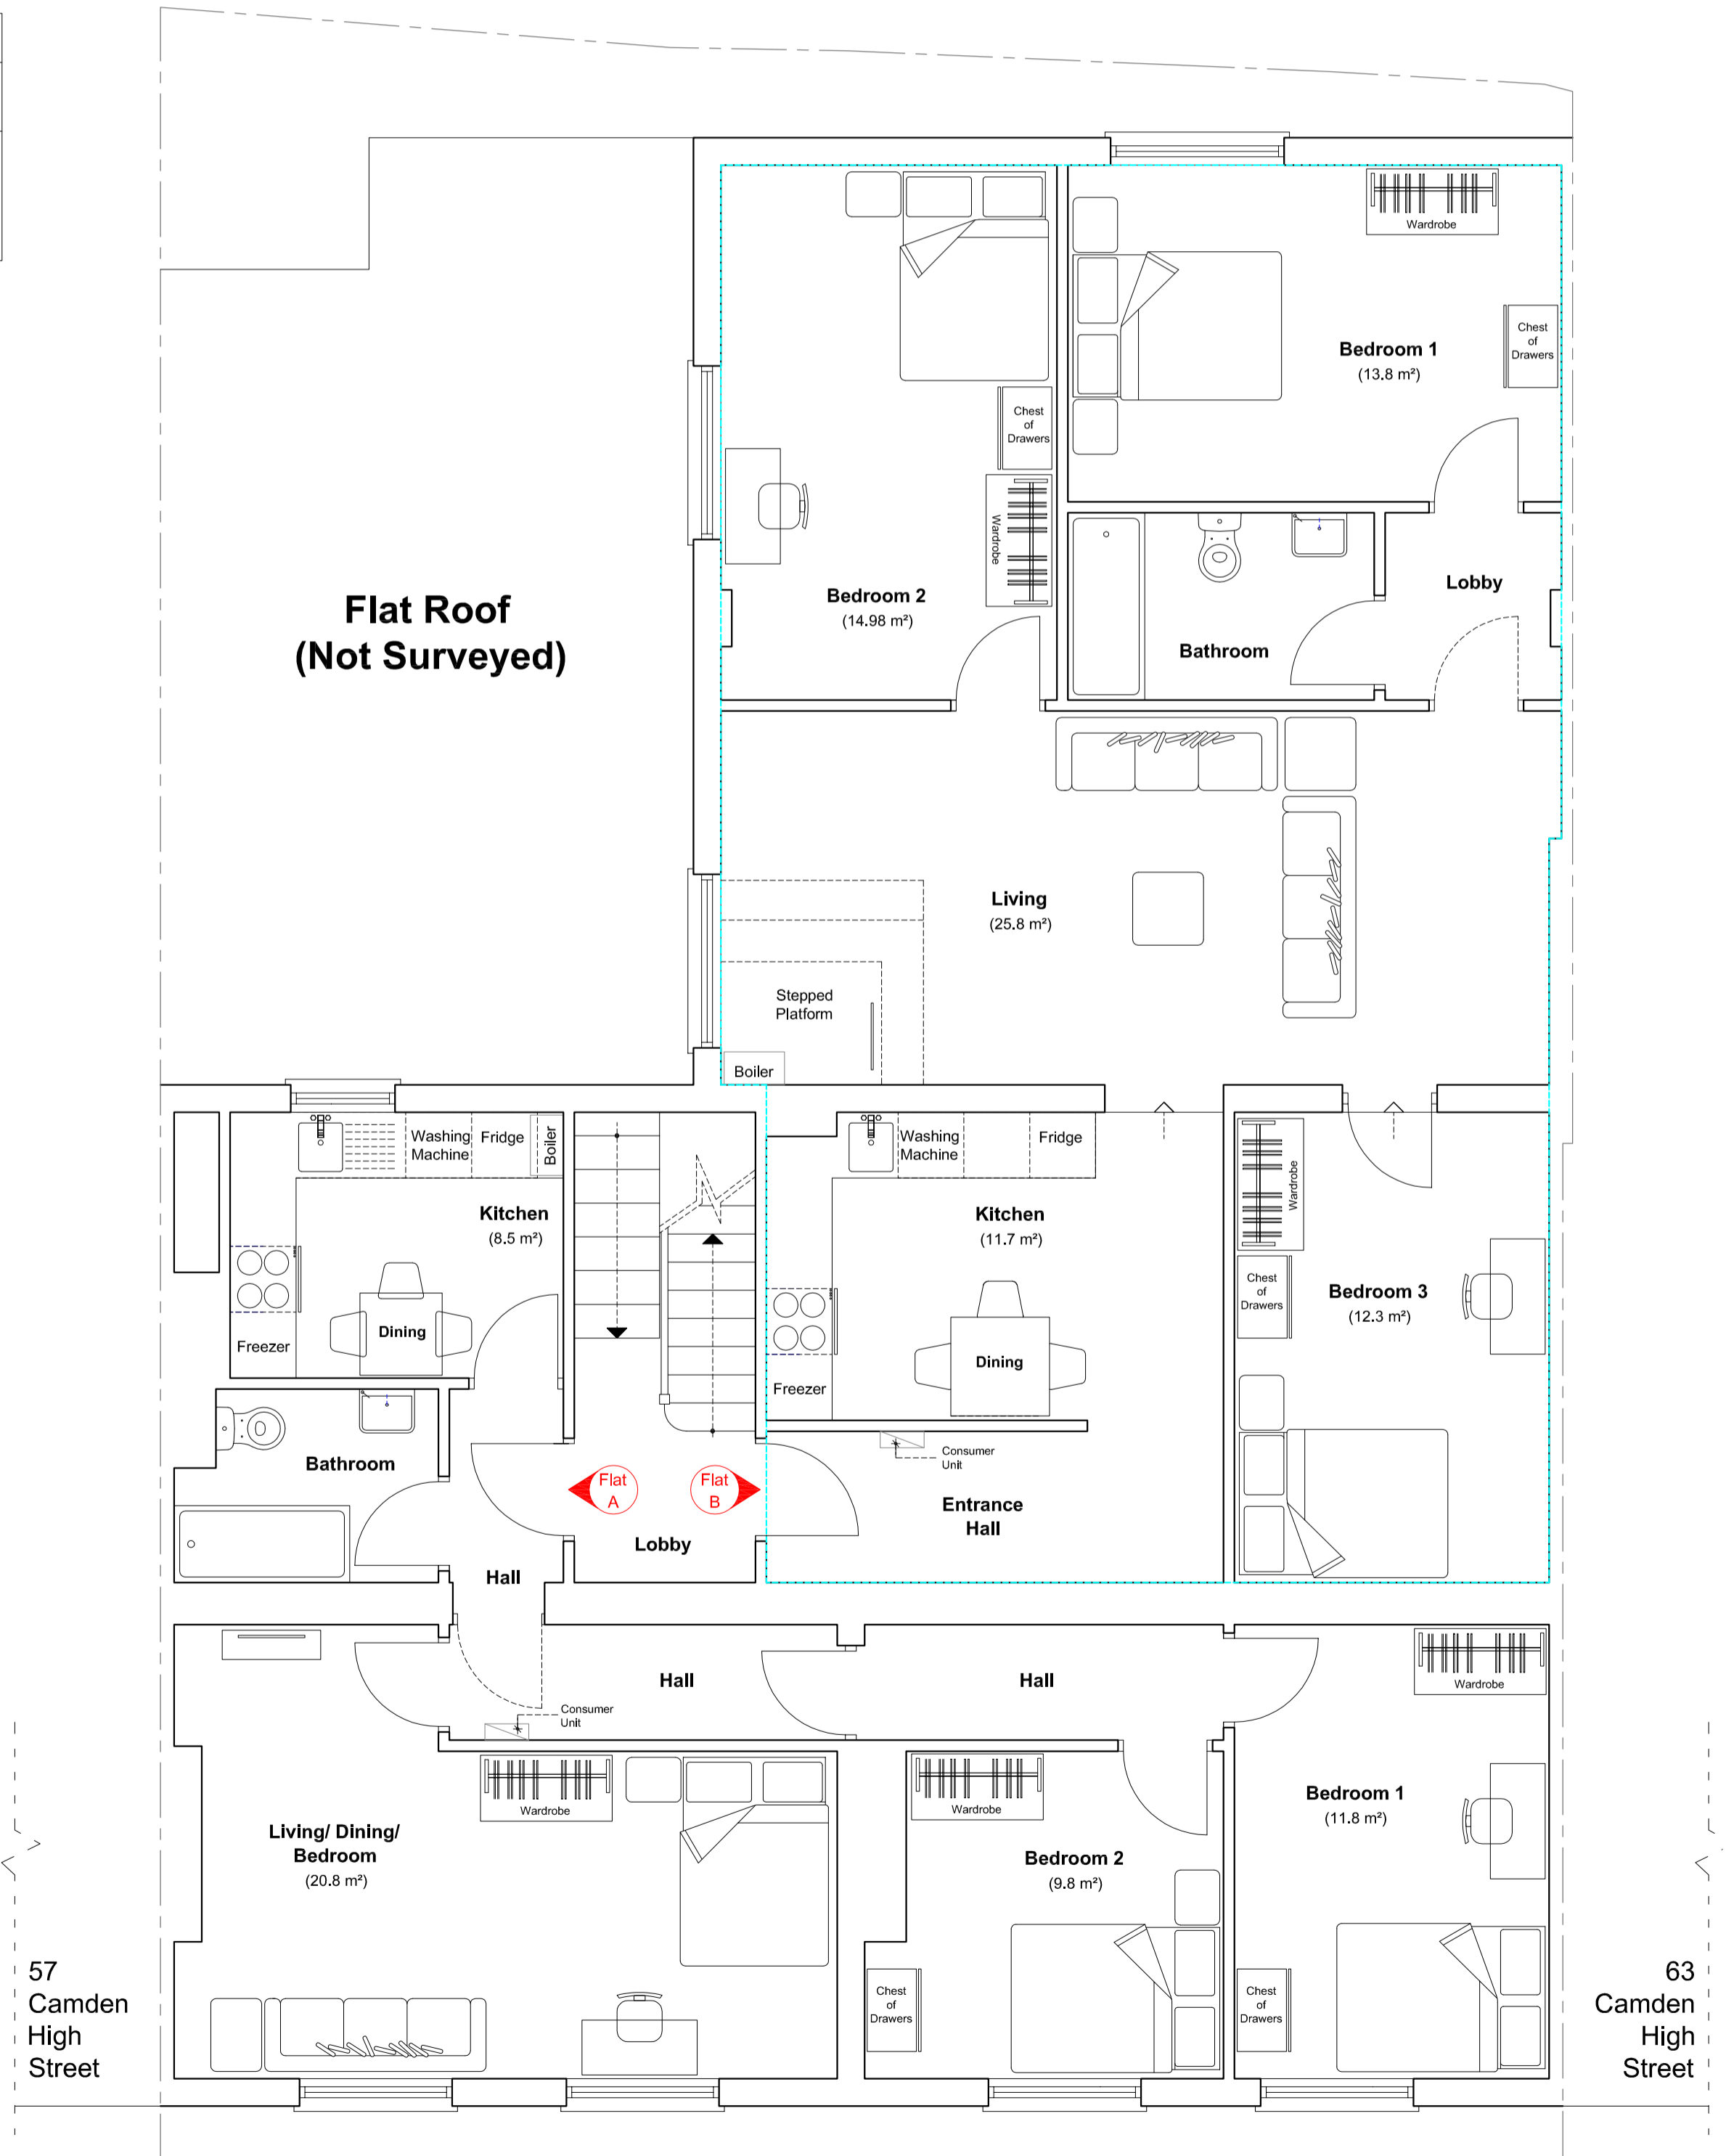 Wardrobe
Bedroom 1
(13.8 m²)
Chest
of
Drawers
Chest
of
Drawers
Wardrobe
Flat Roof
(Not Surveyed)
Bedroom 2
(14.98 m²)
Lobby
Bathroom
Living
(25.8 m²)
Stepped
Platform
Boiler
Washing
Machine
Fridge
Boiler
Kitchen
(8.5 m²)
Dining
Freezer
Washing
Machine
Fridge
Kitchen
(11.7 m²)
Dining
Freezer
Wardrobe
Chest
of
Drawers
Bedroom 3
(12.3 m²)
Bathroom
Flat
A
Flat
B
Lobby
Consumer
Unit
Entrance
Hall
Hall
Hall
Hall
Consumer
Unit
Wardrobe
Wardrobe
Wardrobe
Living/ Dining/
Bedroom
(20.8 m²)
Bedroom 2
(9.8 m²)
Bedroom 1
(11.8 m²)
Chest
of
Drawers
Chest
of
Drawers
57
Camden
High
Street
63
Camden
High
Street